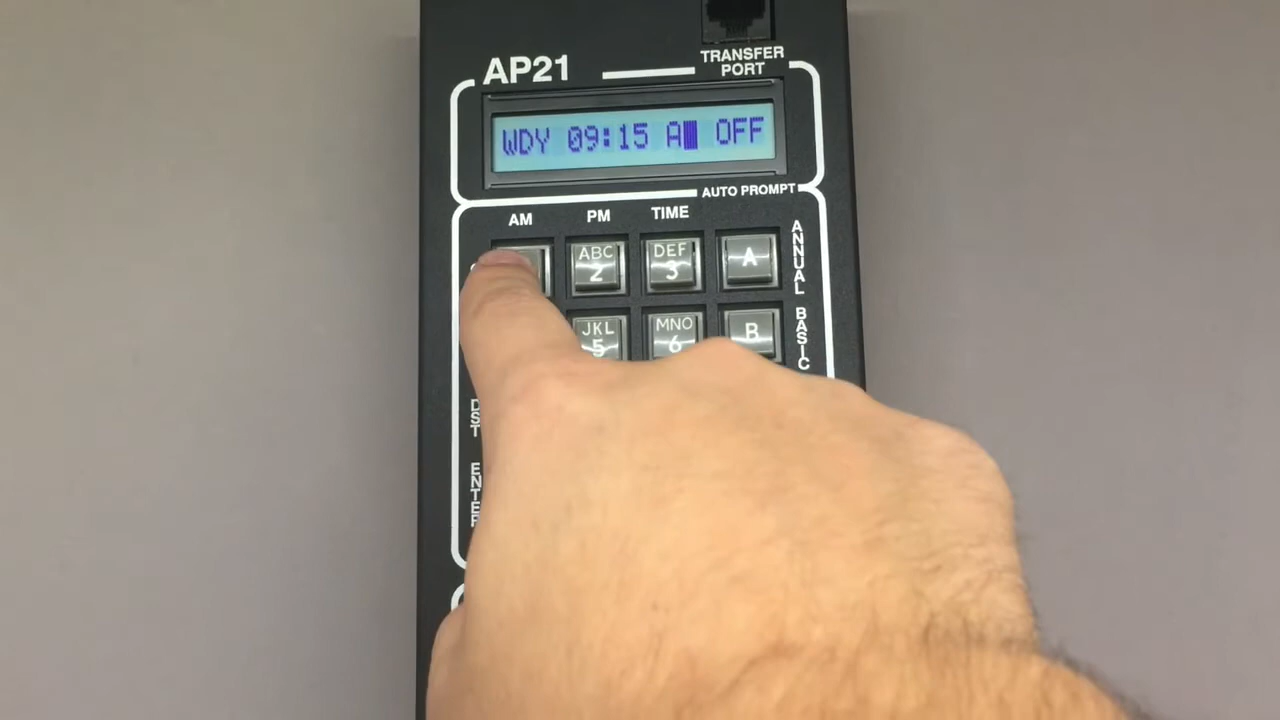 AP21
TRANSFER
PORT
WDY 09:15 A OFF
AUTO PROMPT
AM PM TIME
ABC DEF
2 3 A
ANNUAL
JKL MNO
5 6 B
BASIC
DST